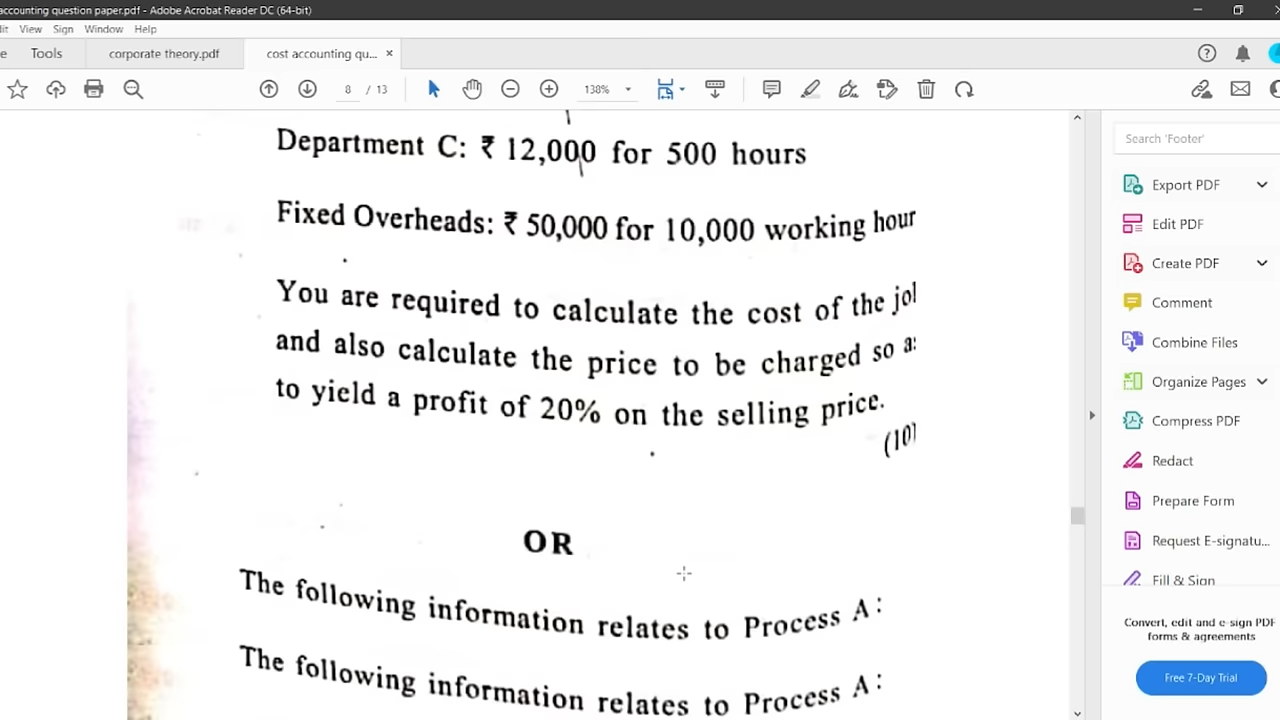 accounting question paper.pdf - Adobe Acrobat Reader DC (64-bit)
View Sign Window Help
Tools corporate theory.pdf cost accounting qu... ×
8 / 13 138%
Department C: ₹ 12,000 for 500 hours
Fixed Overheads: ₹ 50,000 for 10,000 working hour
You are required to calculate the cost of the
and also calculate the price to be charged so
to yield a profit of 20% on the selling price.
(10
OR
The following information relates to Process A :
The following information relates to Process A :
Search 'Footer'
Export PDF
Edit PDF
Create PDF
Comment
Combine Files
Organize Pages
Compress PDF
Redact
Prepare Form
Request E-signatu...
Fill & Sign
Convert, edit and e-sign PDF
forms & agreements
Free 7-Day Trial